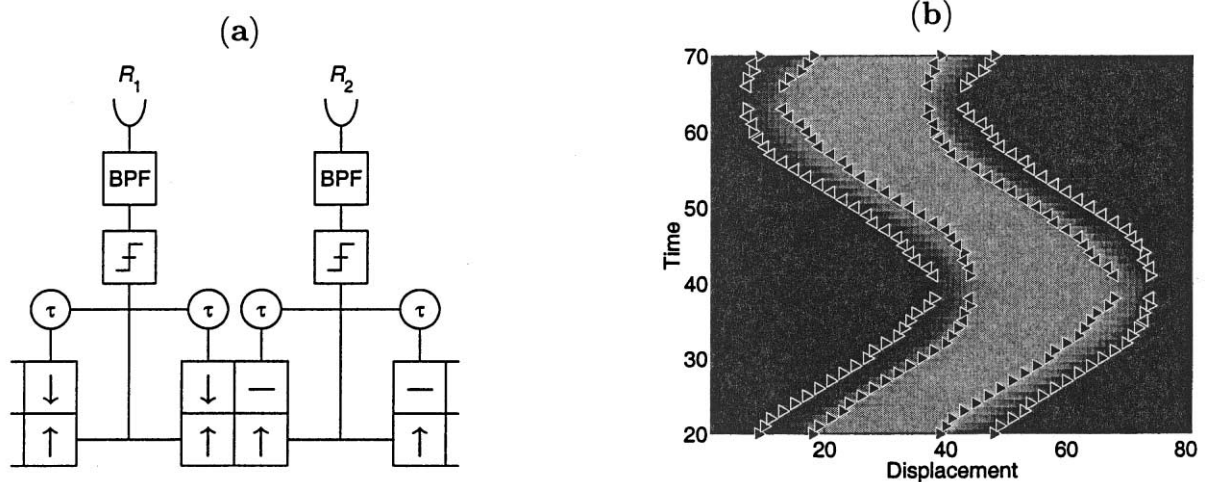 (a)
R1
R2
BPF
BPF
τ
τ
τ
τ
↓
↓
—
—
↑
↑
↑
↑
(b)
Time
70
60
50
40
30
20
20
40
60
80
Displacement